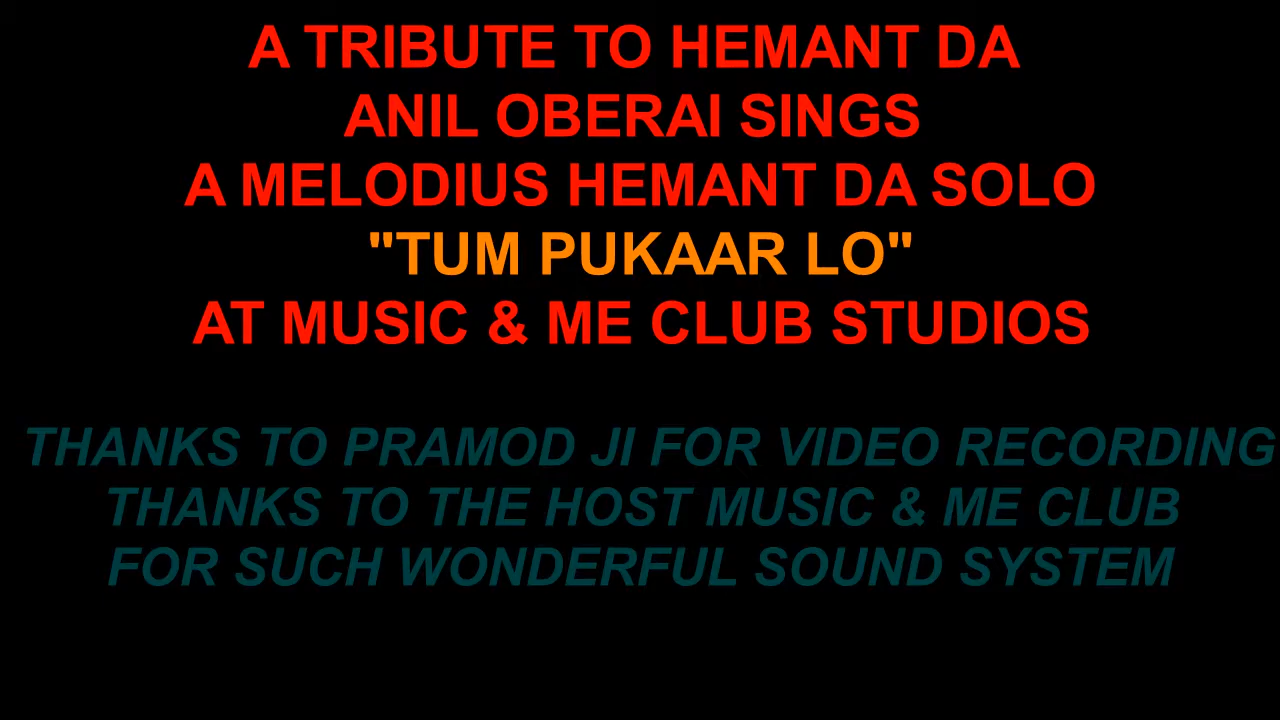 A TRIBUTE TO HEMANT DA
ANIL OBERAI SINGS
A MELODIUS HEMANT DA SOLO
"TUM PUKAAR LO"
AT MUSIC & ME CLUB STUDIOS
THANKS TO PRAMOD JI FOR VIDEO RECORDING
THANKS TO THE HOST MUSIC & ME CLUB
FOR SUCH WONDERFUL SOUND SYSTEM